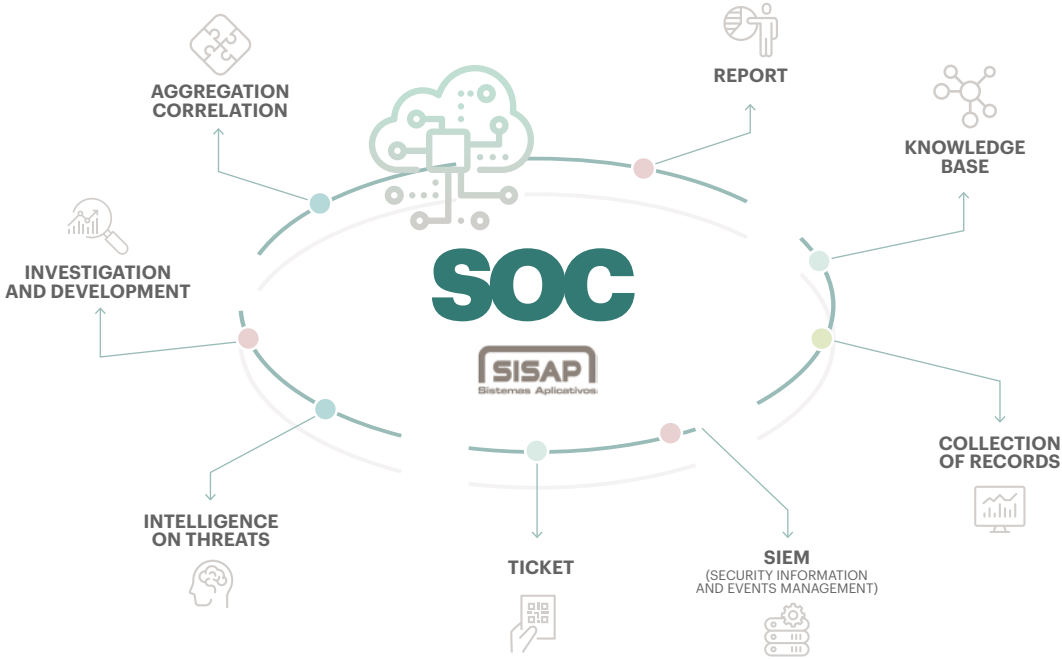 REPORT
AGGREGATION
CORRELATION
KNOWLEDGE
BASE
INVESTIGATION
AND DEVELOPMENT
SOC
SISAP
Sistemas Aplicativos
COLLECTION
OF RECORDS
INTELLIGENCE
ON THREATS
TICKET
SIEM
(SECURITY INFORMATION
AND EVENTS MANAGEMENT)